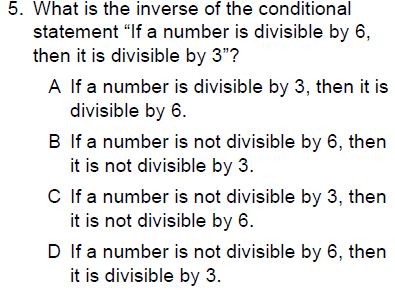 5. What is the inverse of the conditional
statement “If a number is divisible by 6,
then it is divisible by 3”?
A If a number is divisible by 3, then it is
divisible by 6.
B If a number is not divisible by 6, then
it is not divisible by 3.
C If a number is not divisible by 3, then
it is not divisible by 6.
D If a number is not divisible by 6, then
it is divisible by 3.